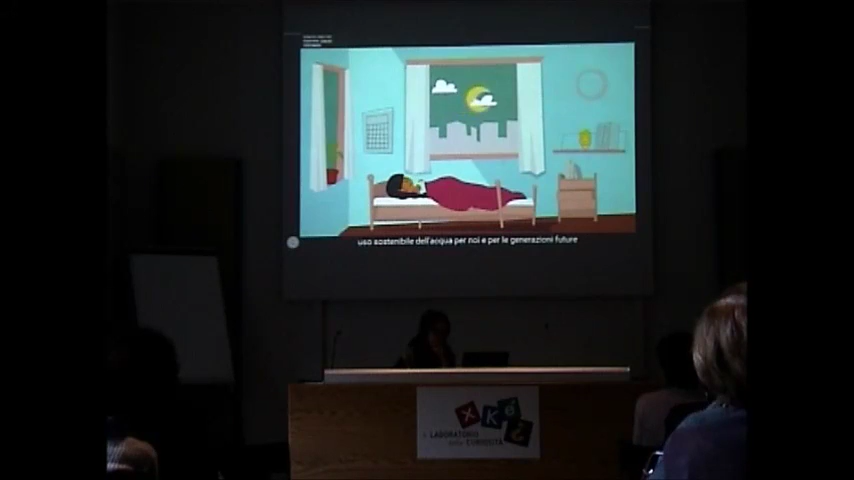 uso sostenibile dell'acqua per noi e per le generazioni future
XKé?
il LABORATORIO
della CURIOSITÀ